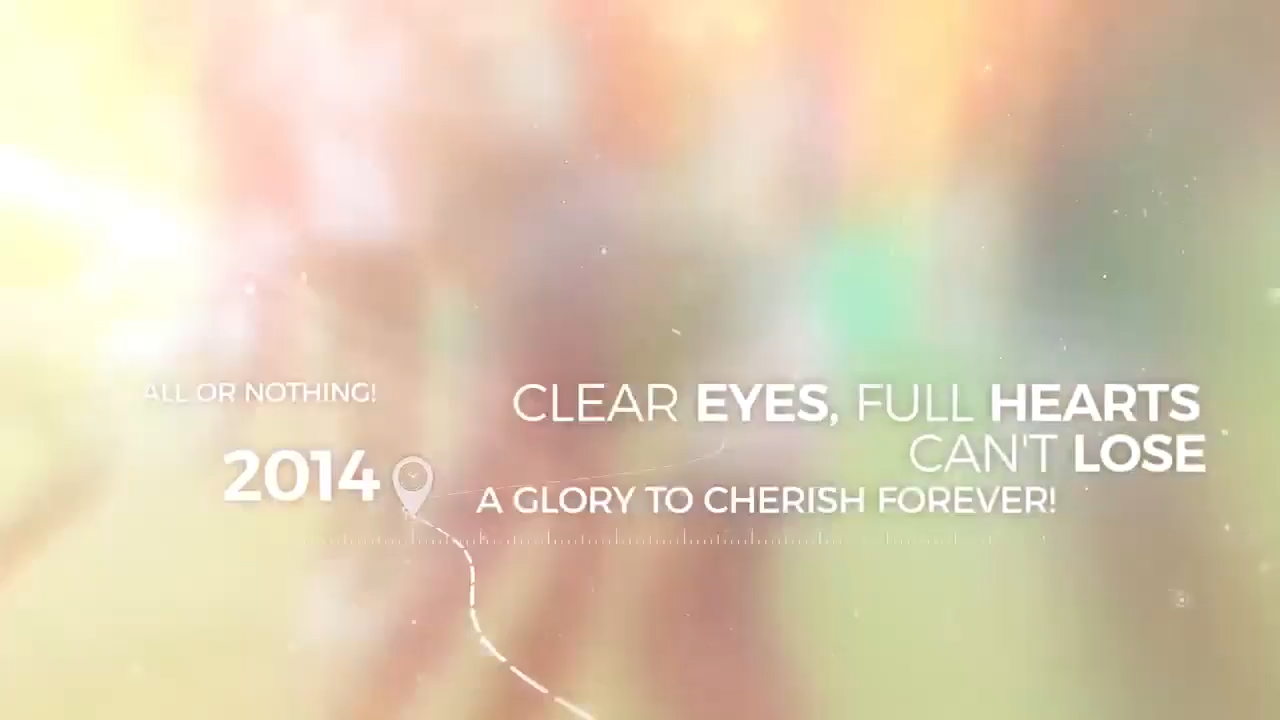 ALL OR NOTHING!
2014
CLEAR EYES, FULL HEARTS
CAN'T LOSE
A GLORY TO CHERISH FOREVER!